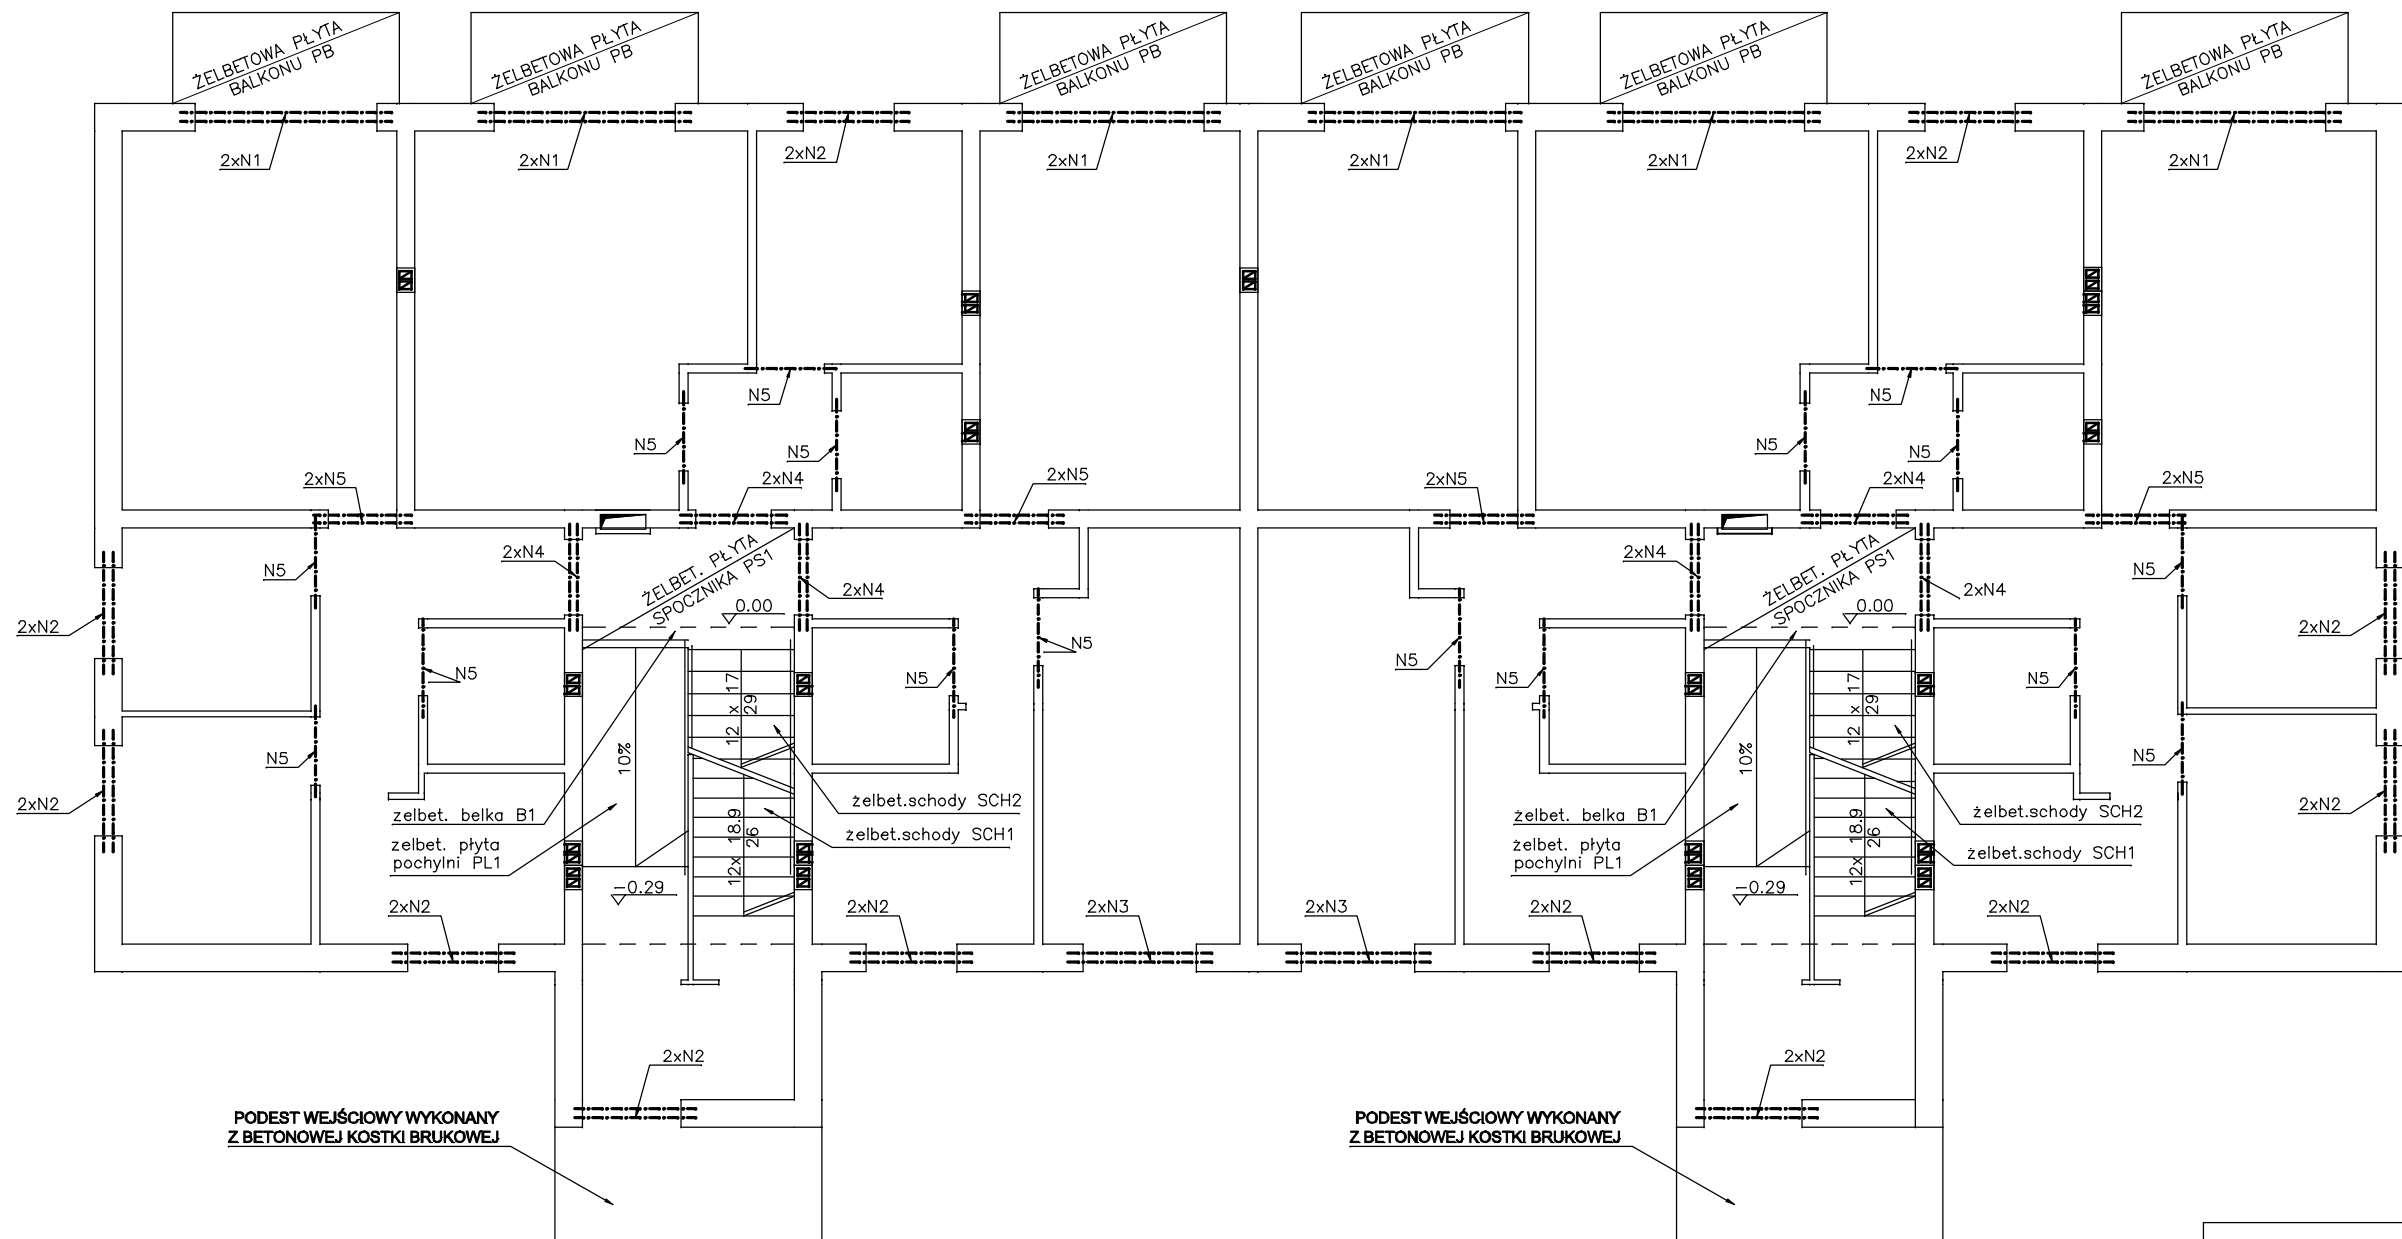 ŻELBETOWA PŁYTA
BALKONU PB
ŻELBETOWA PŁYTA
BALKONU PB
ŻELBETOWA PŁYTA
BALKONU PB
ŻELBETOWA PŁYTA
BALKONU PB
ŻELBETOWA PŁYTA
BALKONU PB
ŻELBETOWA PŁYTA
BALKONU PB
2xN1
2xN1
2xN2
2xN1
2xN1
2xN1
2xN2
2xN1
N5
N5
N5
N5
N5
N5
2xN5
2xN4
2xN5
2xN5
2xN4
2xN5
N5
2xN4
ŻELBET. PŁYTA
SPOCZNIKA PS1
2xN4
0.00
2xN4
ŻELBET. PŁYTA
SPOCZNIKA PS1
2xN4
0.00
N5
2xN2
2xN2
N5
N5
N5
N5
N5
N5
12 x 17
29
12 x 17
29
N5
10%
10%
N5
2xN2
2xN2
żelbet. belka B1
żelbet.schody SCH2
żelbet. belka B1
żelbet.schody SCH2
żelbet. płyta
pochylni PL1
12x 18.9
26
żelbet.schody SCH1
żelbet. płyta
pochylni PL1
12x 18.9
26
żelbet.schody SCH1
-0.29
-0.29
2xN2
2xN2
2xN3
2xN3
2xN2
2xN2
2xN2
2xN2
PODEST WEJŚCIOWY WYKONANY
Z BETONOWEJ KOSTKI BRUKOWEJ
PODEST WEJŚCIOWY WYKONANY
Z BETONOWEJ KOSTKI BRUKOWEJ